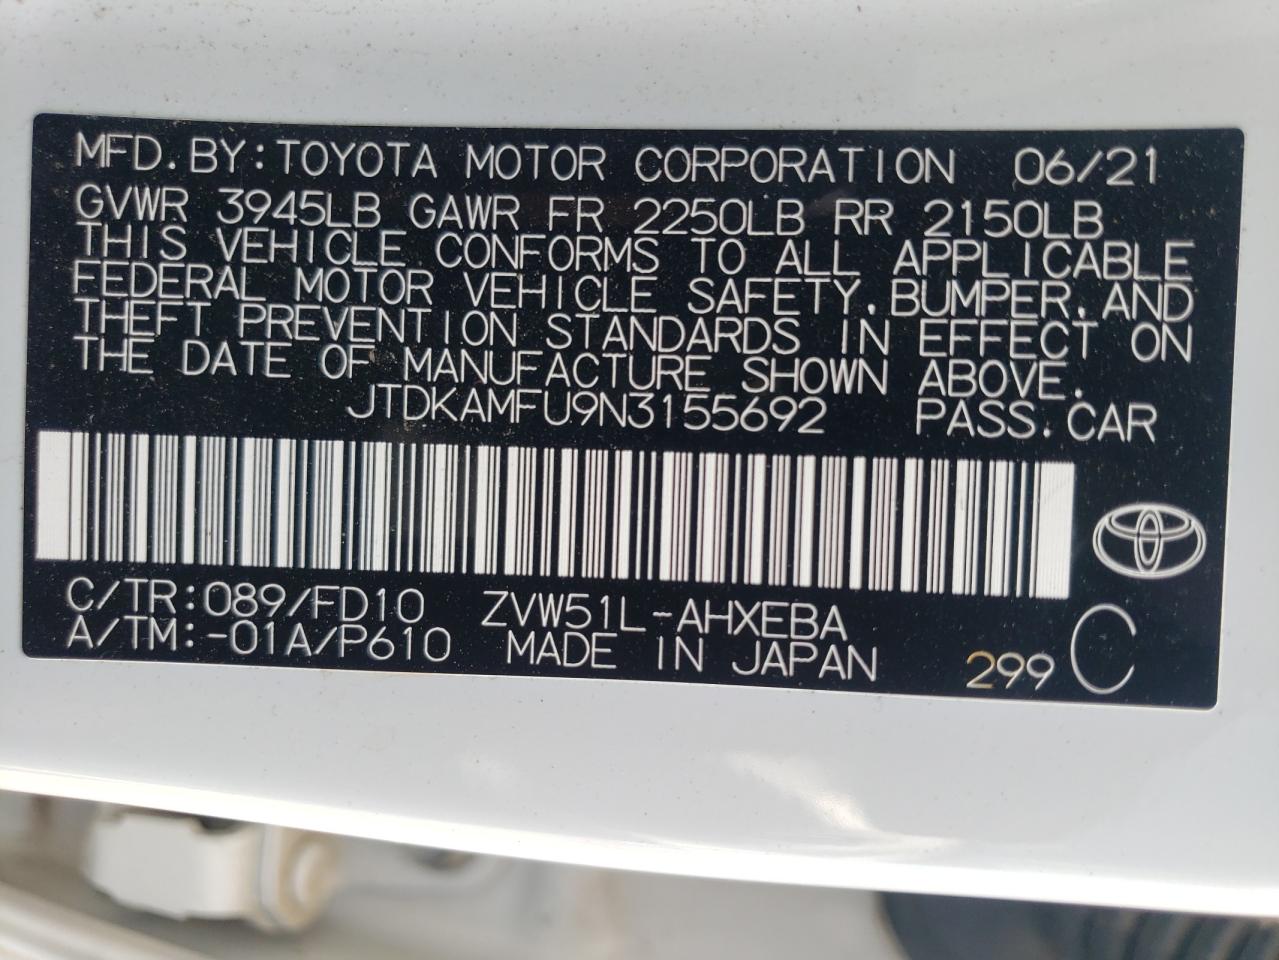 MFD.BY:TOYOTA MOTOR CORPORATION 06/21
GVWR 3945LB GAWR FR 2250LB RR 2150LB
THIS VEHICLE CONFORMS TO ALL APPLICABLE
FEDERAL MOTOR VEHICLE SAFETY,BUMPER,AND
THEFT PREVENTION STANDARDS IN EFFECT ON
THE DATE OF MANUFACTURE SHOWN ABOVE.
JTDKAMFU9N3155692 PASS.CAR
C/TR:089/FD10 ZVW51L-AHXEBA
A/TM:-01A/P610 MADE IN JAPAN 299 C